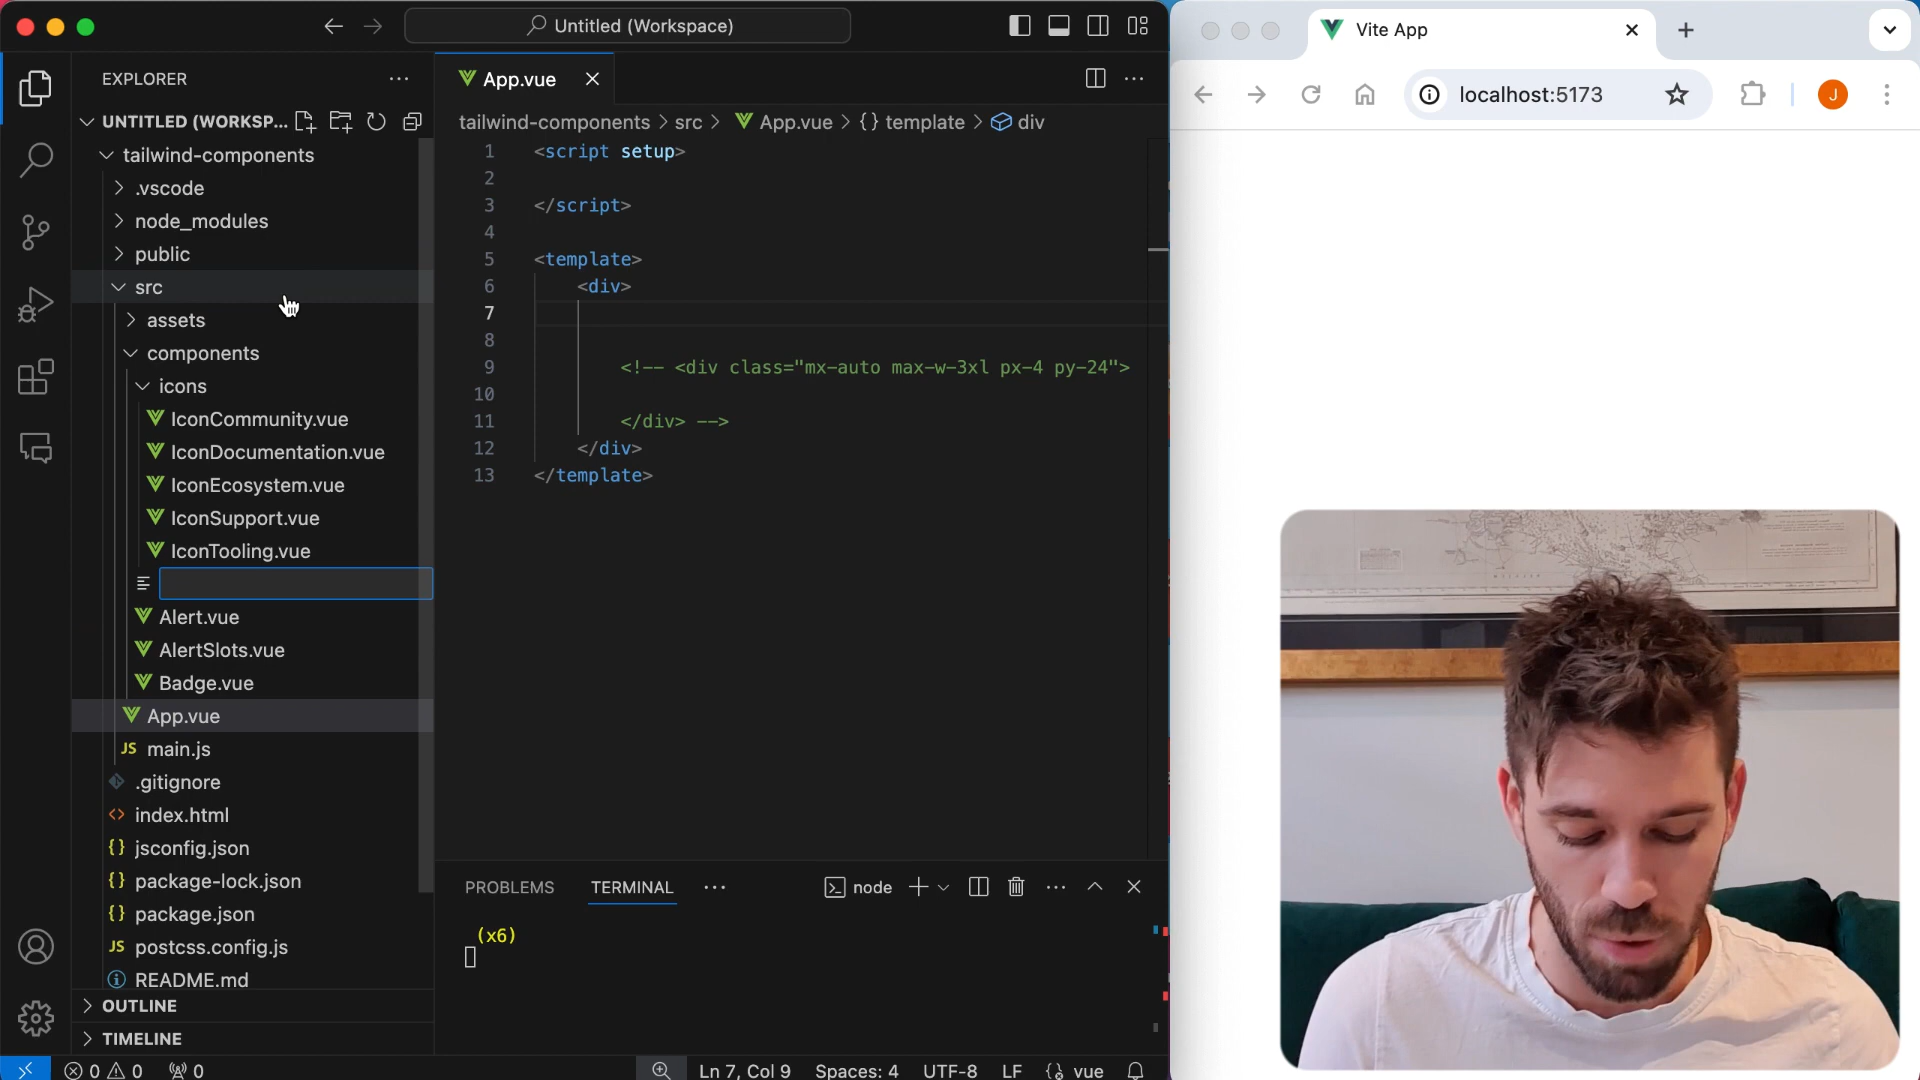 Untitled (Workspace)
EXPLORER
UNTITLED (WORKSP...
tailwind-components
.vscode
node_modules
public
src
assets
components
icons
IconCommunity.vue
IconDocumentation.vue
IconEcosystem.vue
IconSupport.vue
IconTooling.vue
Alert.vue
AlertSlots.vue
Badge.vue
App.vue
JS main.js
.gitignore
<> index.html
{} jsconfig.json
{} package-lock.json
{} package.json
JS postcss.config.js
README.md
OUTLINE
TIMELINE
App.vue
tailwind-components > src > App.vue > {} template > div
1 <script setup>
2
3 </script>
4
5 <template>
6 <div>
7
8
9 <!-- <div class="mx-auto max-w-3xl px-4 py-24">
10
11 </div> -->
12 </div>
13 </template>
PROBLEMS TERMINAL
node
(x6)
0 0 0
Ln 7, Col 9 Spaces: 4 UTF-8 LF vue
Vite App
localhost:5173
J